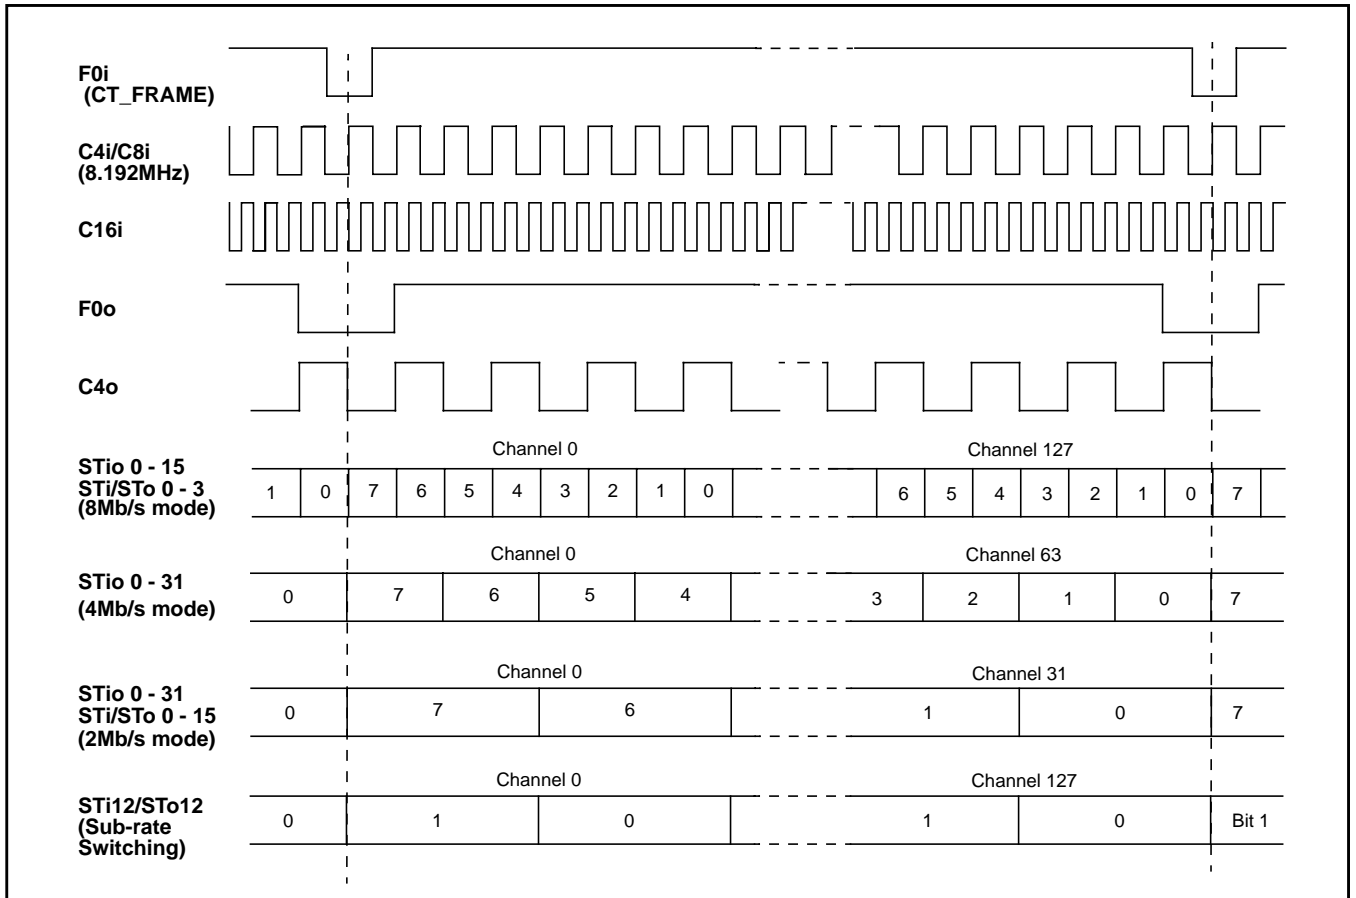 F0i
(CT_FRAME)
C4i/C8i
(8.192MHz)
C16i
F0o
C4o
Channel 0
Channel 127
STio 0 - 15
STi/STo 0 - 3
(8Mb/s mode)
1 0 7 6 5 4 3 2 1 0 6 5 4 3 2 1 0 7
Channel 0
Channel 63
STio 0 - 31
(4Mb/s mode)
0 7 6 5 4 3 2 1 0 7
Channel 0
Channel 31
STio 0 - 31
STi/STo 0 - 15
(2Mb/s mode)
0 7 6 1 0 7
Channel 0
Channel 127
STi12/STo12
(Sub-rate
Switching)
0 1 0 1 0 Bit 1